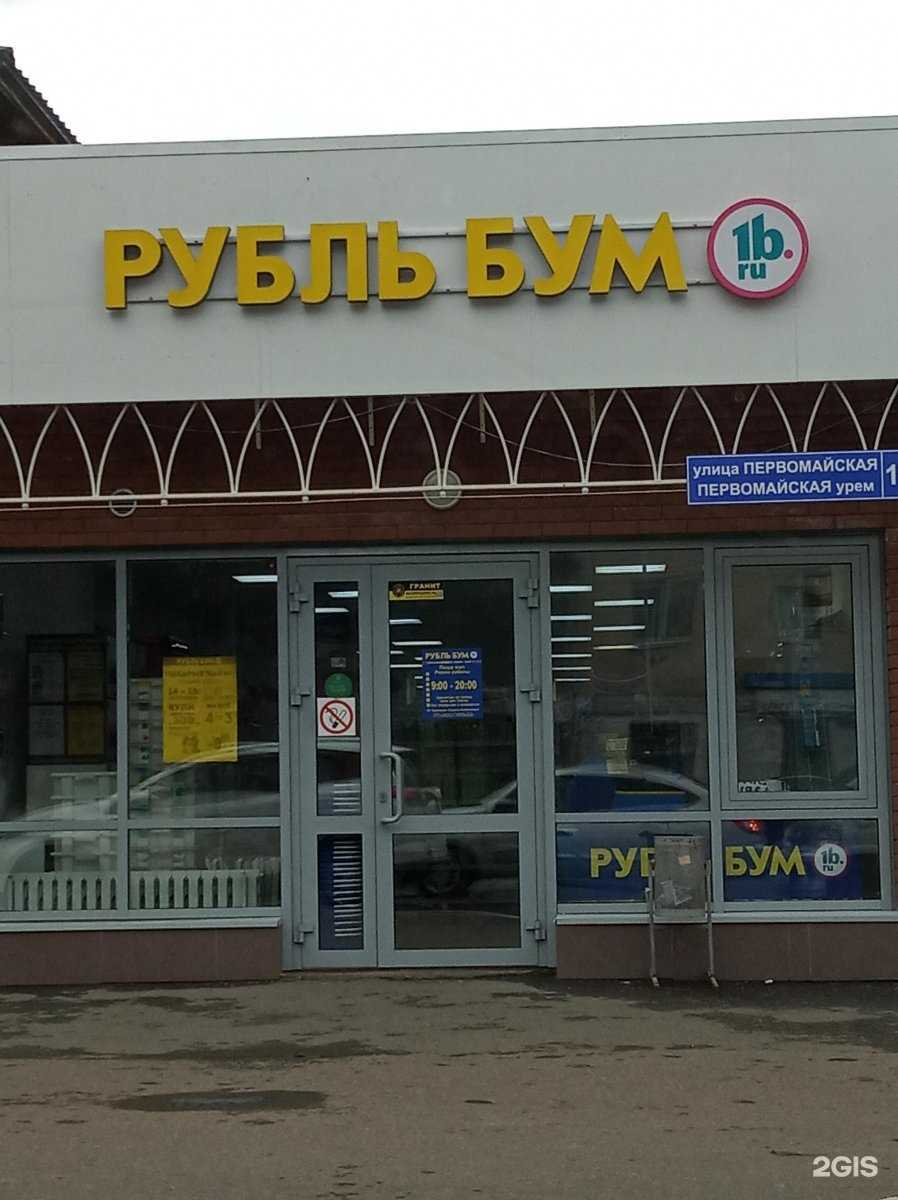 РУБЛЬ БУМ
1b.
ru
улица ПЕРВОМАЙСКАЯ
ПЕРВОМАЙСКАЯ урем
1
ГРАНИТ
РУБЛЬ БУМ
9:00 - 20:00
РУБЛЬ БУМ
1b.
ru
2GIS